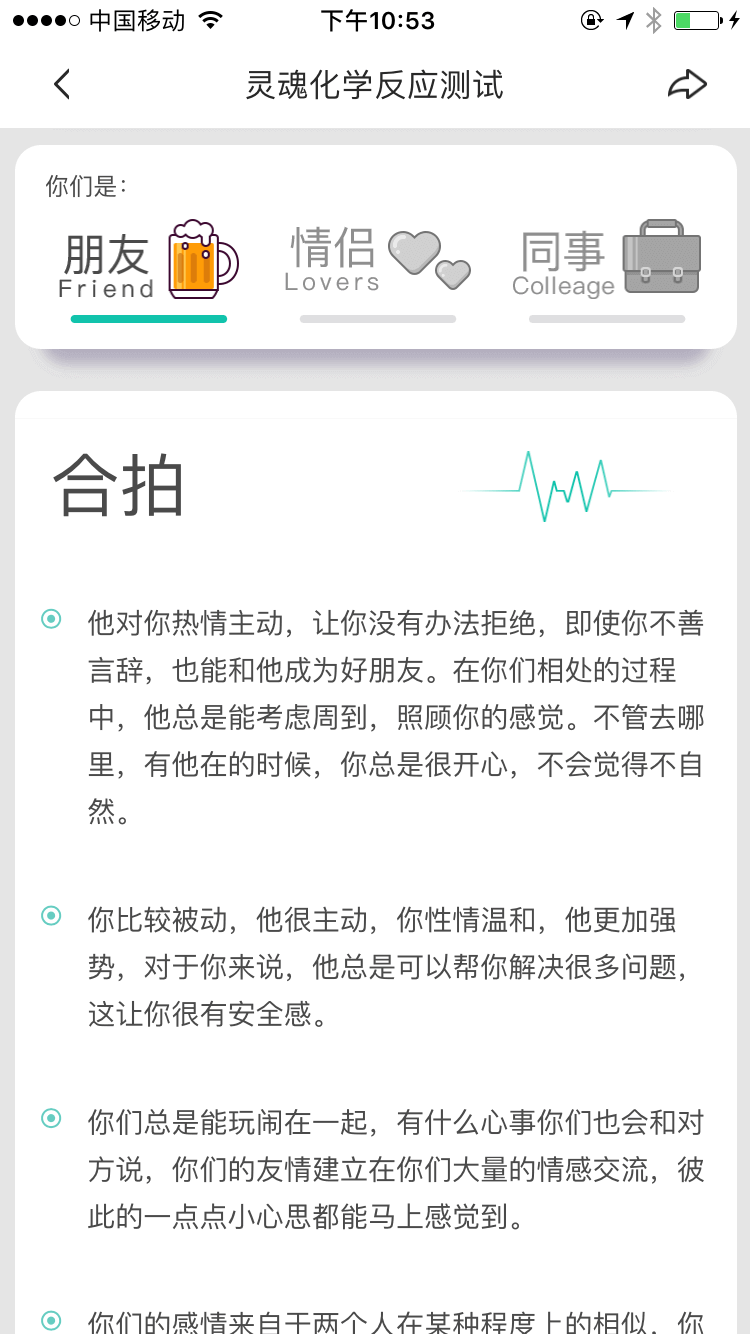 中国移动 下午10:53
灵魂化学反应测试
你们是：
朋友 情侣 同事
Friend Lovers Colleage
合拍
他对你热情主动，让你没有办法拒绝，即使你不善
言辞，也能和他成为好朋友。在你们相处的过程
中，他总是能考虑周到，照顾你的感觉。不管去哪
里，有他在的时候，你总是很开心，不会觉得不自
然。
你比较被动，他很主动，你性情温和，他更加强
势，对于你来说，他总是可以帮你解决很多问题，
这让你很有安全感。
你们总是能玩闹在一起，有什么心事你们也会和对
方说，你们的友情建立在你们大量的情感交流，彼
此的一点点小心思都能马上感觉到。
你们的感情来自于两个人在某种程度上的相似，你